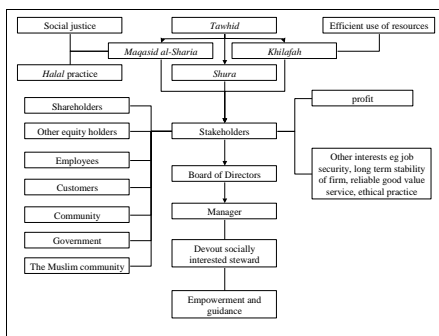 Social justice
Tawhid
Efficient use of resources
Maqasid al-Sharia
Khilafah
Halal practice
Shura
Shareholders
profit
Other equity holders
Stakeholders
Employees
Other interests eg job
security, long term stability
of firm, reliable good value
service, ethical practice
Board of Directors
Customers
Community
Manager
Government
Devout socially
interested steward
The Muslim community
Empowerment and
guidance